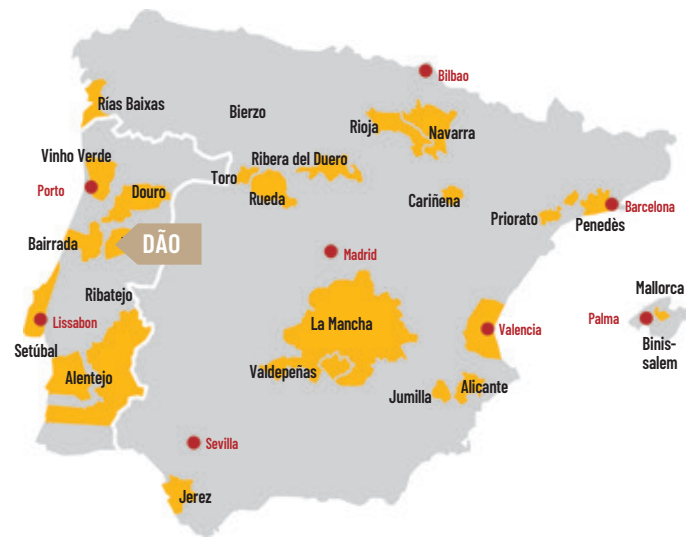 Bilbao
Rías Baixas
Bierzo
Rioja
Navarra
Vinho Verde
Ribera del Duero
Toro
Porto
Douro
Rueda
Cariñena
Barcelona
Priorato
Penedès
Bairrada
DÃO
Madrid
Mallorca
Ribatejo
Lissabon
La Mancha
Valencia
Palma
Binis-
salem
Setúbal
Alentejo
Valdepeñas
Jumilla
Alicante
Sevilla
Jerez